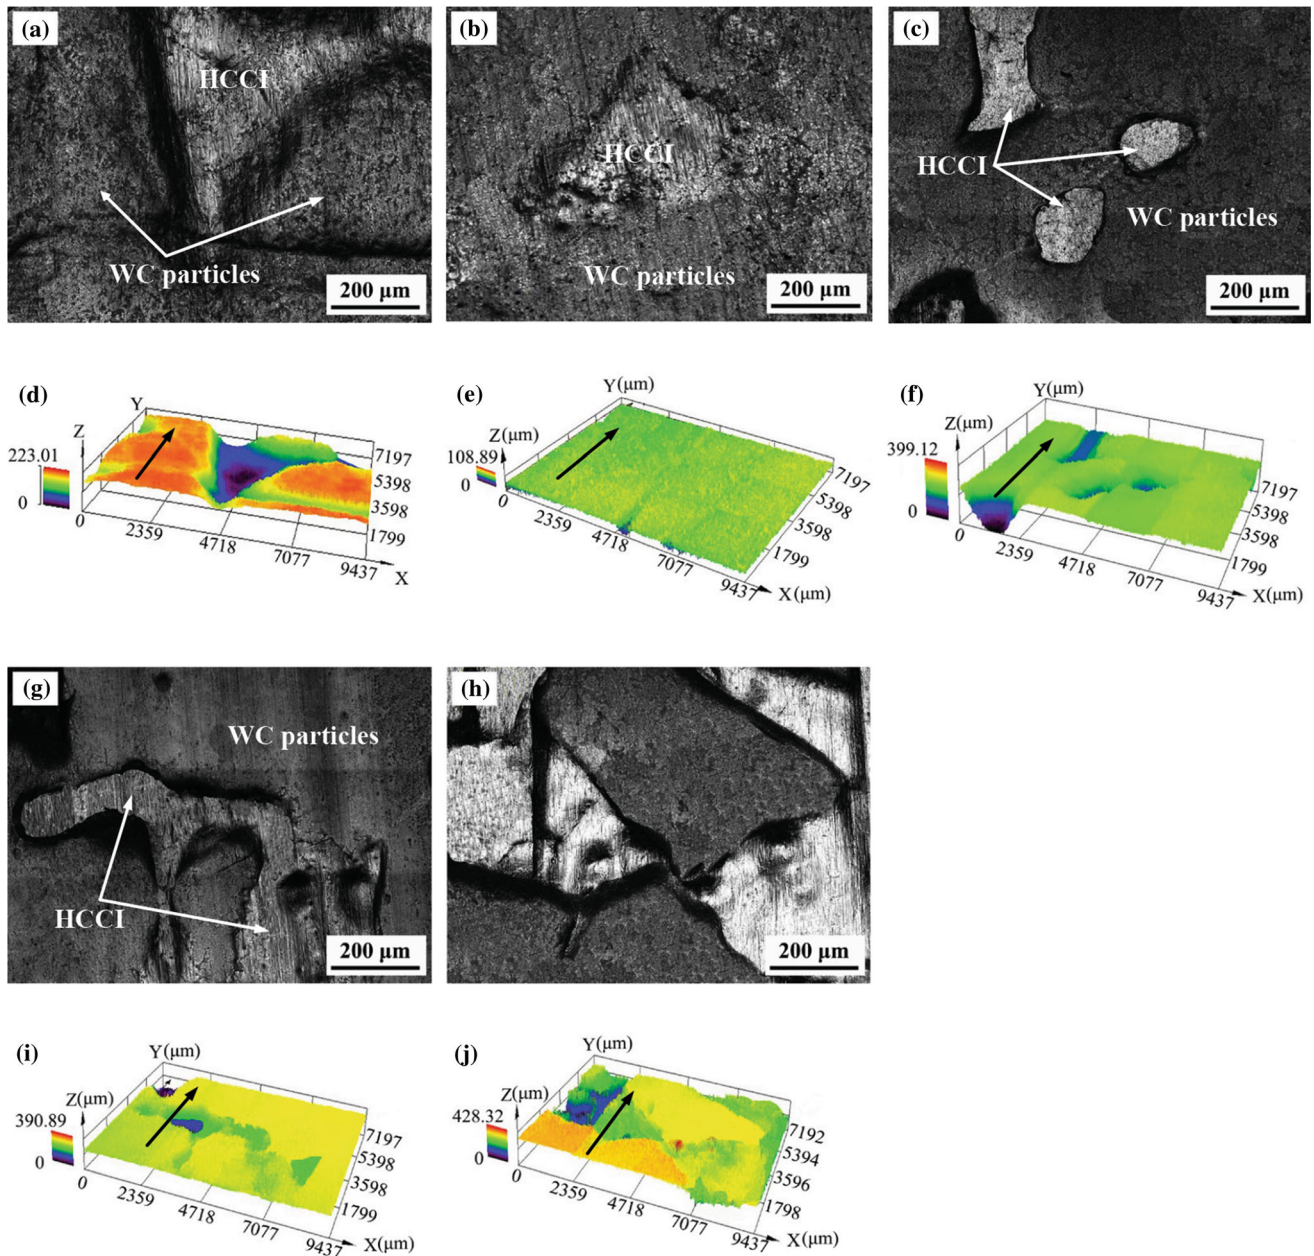 (a)
HCCI
WC particles
200 µm
(b)
HCCI
WC particles
200 µm
(c)
HCCI
WC particles
200 µm
(d)
Y
Z
223.01
0
0
2359
4718
7077
9437
X
1799
3598
5398
7197
(e)
Y(µm)
Z(µm)
108.89
0
0
2359
4718
7077
9437
X(µm)
1799
3598
5398
7197
(f)
Y(µm)
Z(µm)
399.12
0
0
2359
4718
7077
9437
X(µm)
1799
3598
5398
7197
(g)
WC particles
HCCI
200 µm
(h)
200 µm
(i)
Y(µm)
Z(µm)
390.89
0
0
2359
4718
7077
9437
X(µm)
1799
3598
5398
7197
(j)
Y(µm)
Z(µm)
428.32
0
0
2359
4718
7077
9437
X(µm)
1798
3596
5394
7192